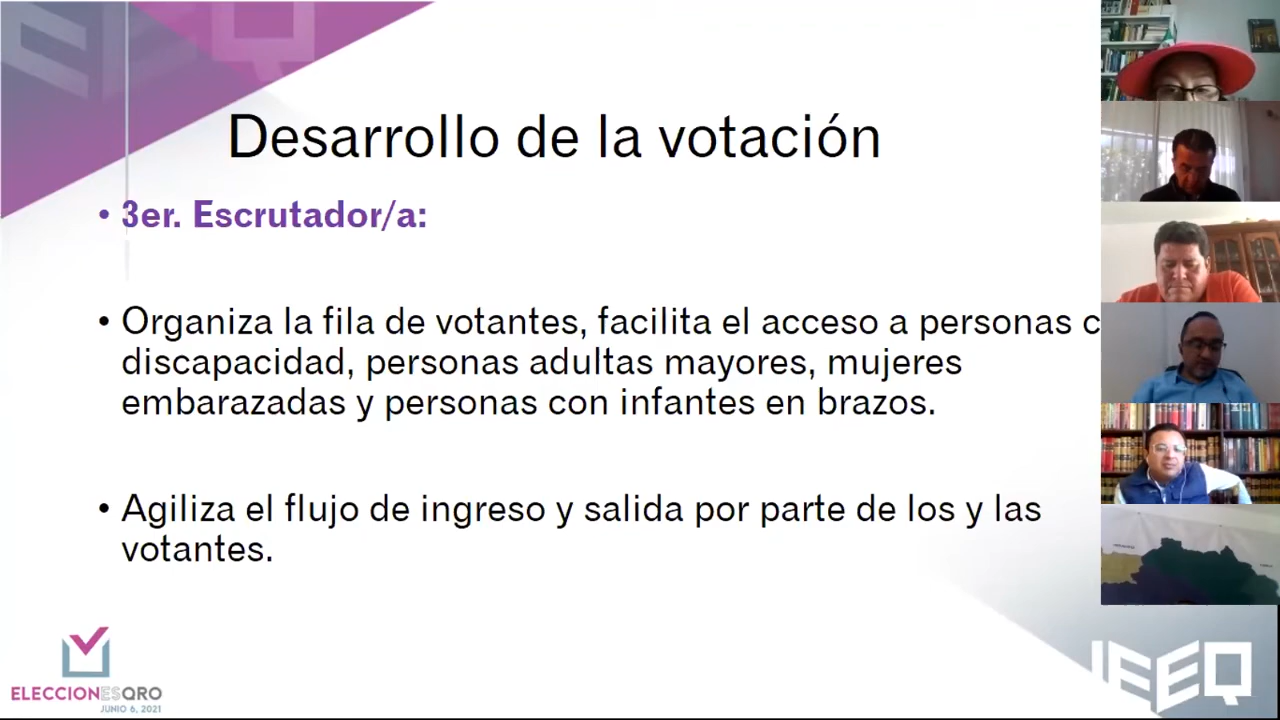 Desarrollo de la votación
• 3er. Escrutador/a:
• Organiza la fila de votantes, facilita el acceso a personas c
discapacidad, personas adultas mayores, mujeres
embarazadas y personas con infantes en brazos.
• Agiliza el flujo de ingreso y salida por parte de los y las
votantes.
ELECCIONESQRO
JUNIO 6, 2021
IEEQ